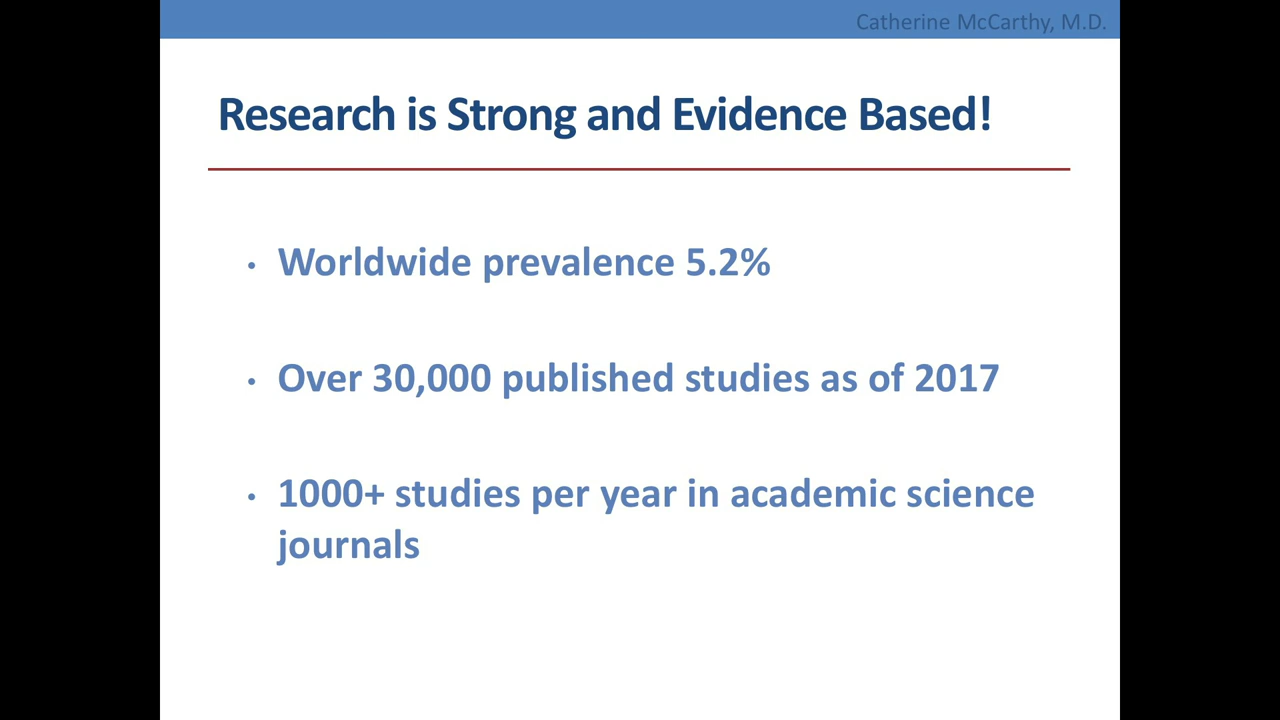 Catherine McCarthy, M.D.
Research is Strong and Evidence Based!
• Worldwide prevalence 5.2%
• Over 30,000 published studies as of 2017
• 1000+ studies per year in academic science
journals